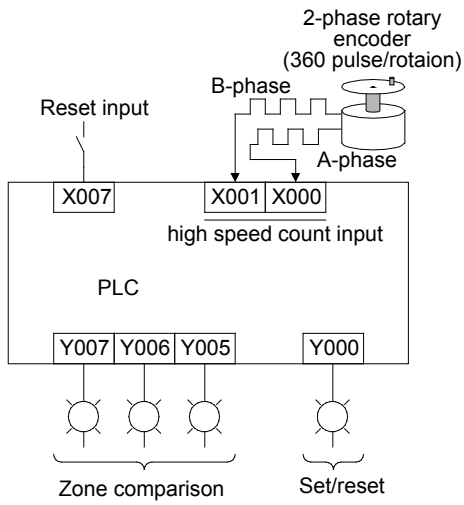 2-phase rotary
encoder
(360 pulse/rotaion)
B-phase
Reset input
A-phase
X007
X001
X000
high speed count input
PLC
Y007
Y006
Y005
Y000
Zone comparison
Set/reset